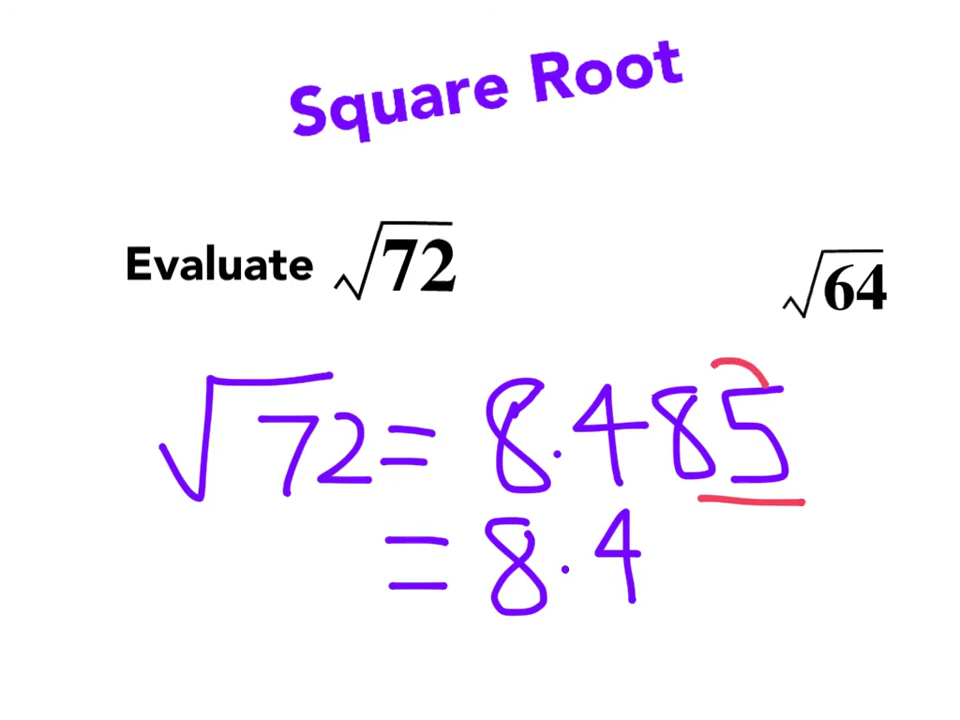 Square Root
Evaluate √72
√64
√72 = 8.485
= 8.4